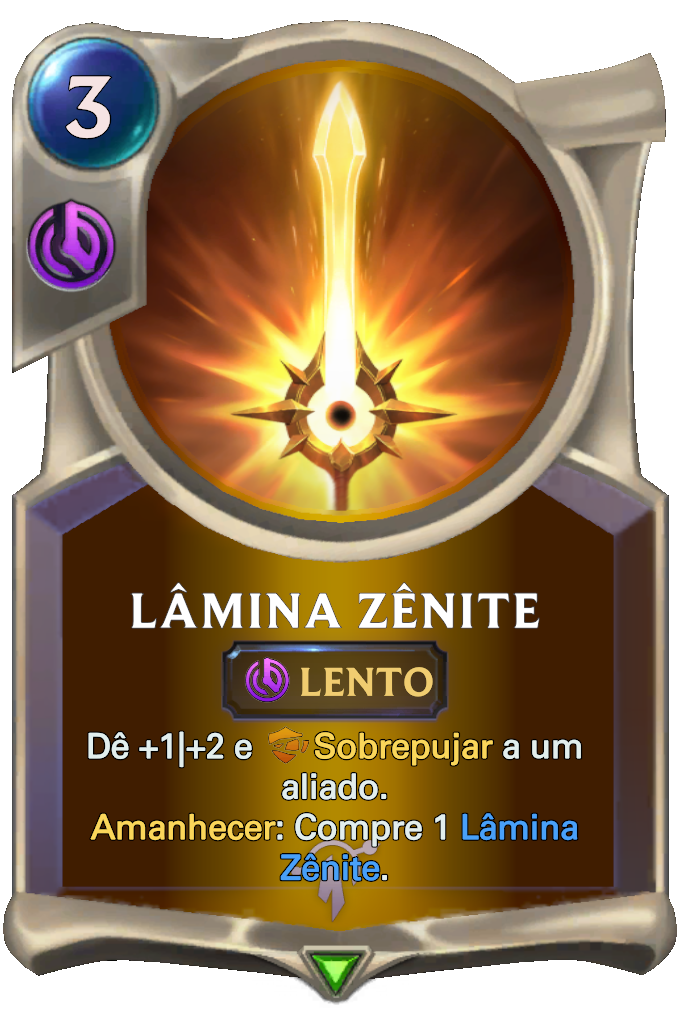 3
LÂMINA ZÊNITE
LENTO
Dê +1|+2 e Sobrepujar a um
aliado.
Amanhecer: Compre 1 Lâmina
Zênite.